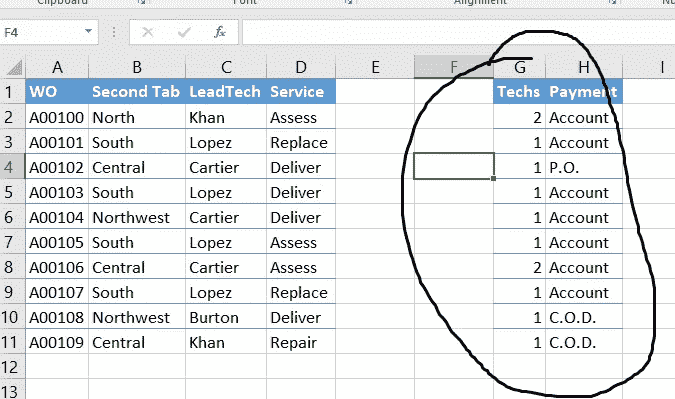 Clipboard Font Alignment
F4 fx
A B C D E F G H I
1 WO Second Tab LeadTech Service Techs Payment
2 A00100 North Khan Assess 2 Account
3 A00101 South Lopez Replace 1 Account
4 A00102 Central Cartier Deliver 1 P.O.
5 A00103 South Lopez Deliver 1 Account
6 A00104 Northwest Cartier Deliver 1 Account
7 A00105 South Lopez Assess 1 Account
8 A00106 Central Cartier Assess 2 Account
9 A00107 South Lopez Replace 1 Account
10 A00108 Northwest Burton Deliver 1 C.O.D.
11 A00109 Central Khan Repair 1 C.O.D.
12
13